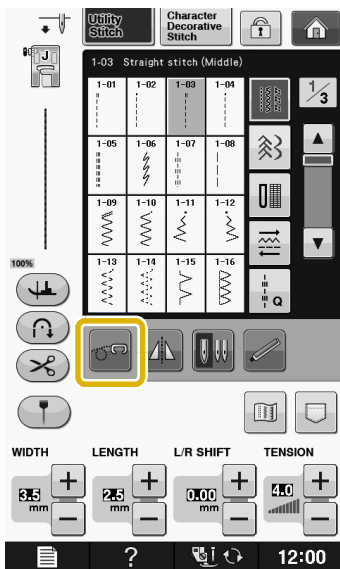 Utility
Stitch
Character
Decorative
Stitch
J
1-03 Straight stitch (Middle)
1-01 1-02 1-03 1-04
1/3
1-05 1-06 1-07 1-08
1-09 1-10 1-11 1-12
1-13 1-14 1-15 1-16
100%
Q
WIDTH LENGTH L/R SHIFT TENSION
3.5 mm + −
2.5 mm + −
0.00 mm + −
4.0 + −
? 12:00